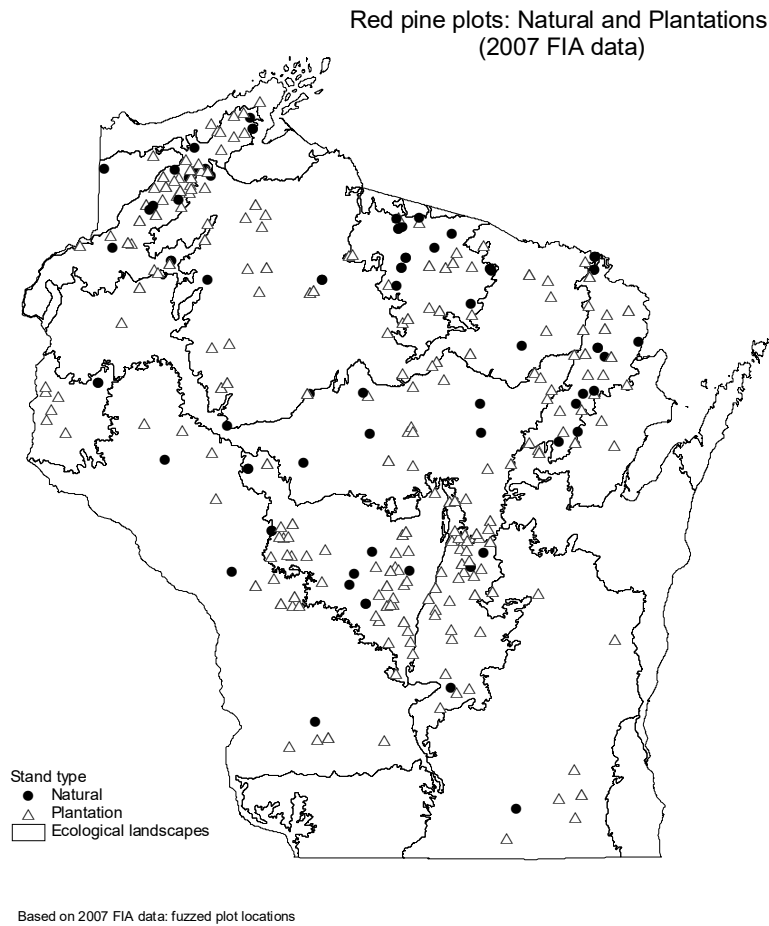 Red pine plots: Natural and Plantations
(2007 FIA data)
Stand type
Natural
Plantation
Ecological landscapes
Based on 2007 FIA data: fuzzed plot locations